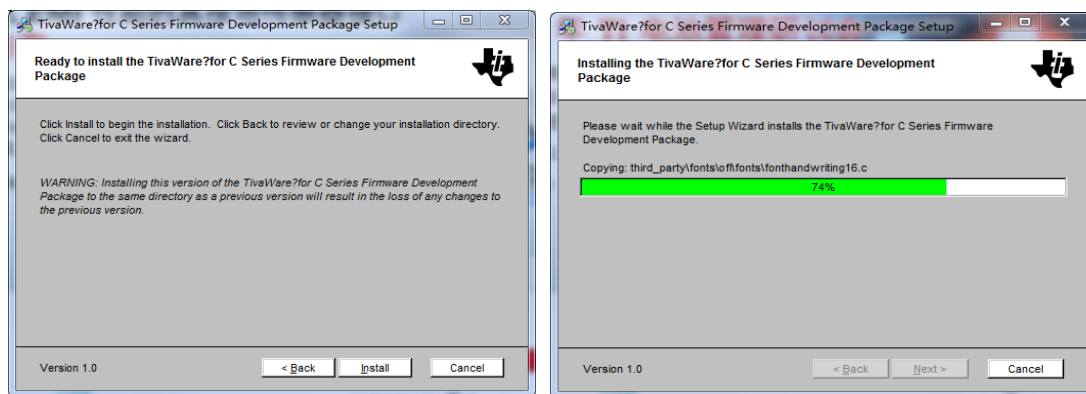 TivaWare?for C Series Firmware Development Package Setup
Ready to install the TivaWare?for C Series Firmware Development
Package
Click Install to begin the installation. Click Back to review or change your installation directory.
Click Cancel to exit the wizard.
WARNING: Installing this version of the TivaWare?for C Series Firmware Development
Package to the same directory as a previous version will result in the loss of any changes to
the previous version.
Version 1.0
< Back
Install
Cancel
TivaWare?for C Series Firmware Development Package Setup
Installing the TivaWare?for C Series Firmware Development
Package
Please wait while the Setup Wizard installs the TivaWare?for C Series Firmware
Development Package.
Copying: third_party\fonts\ofl\fonts\fonthandwriting16.c
74%
Version 1.0
< Back
Next >
Cancel